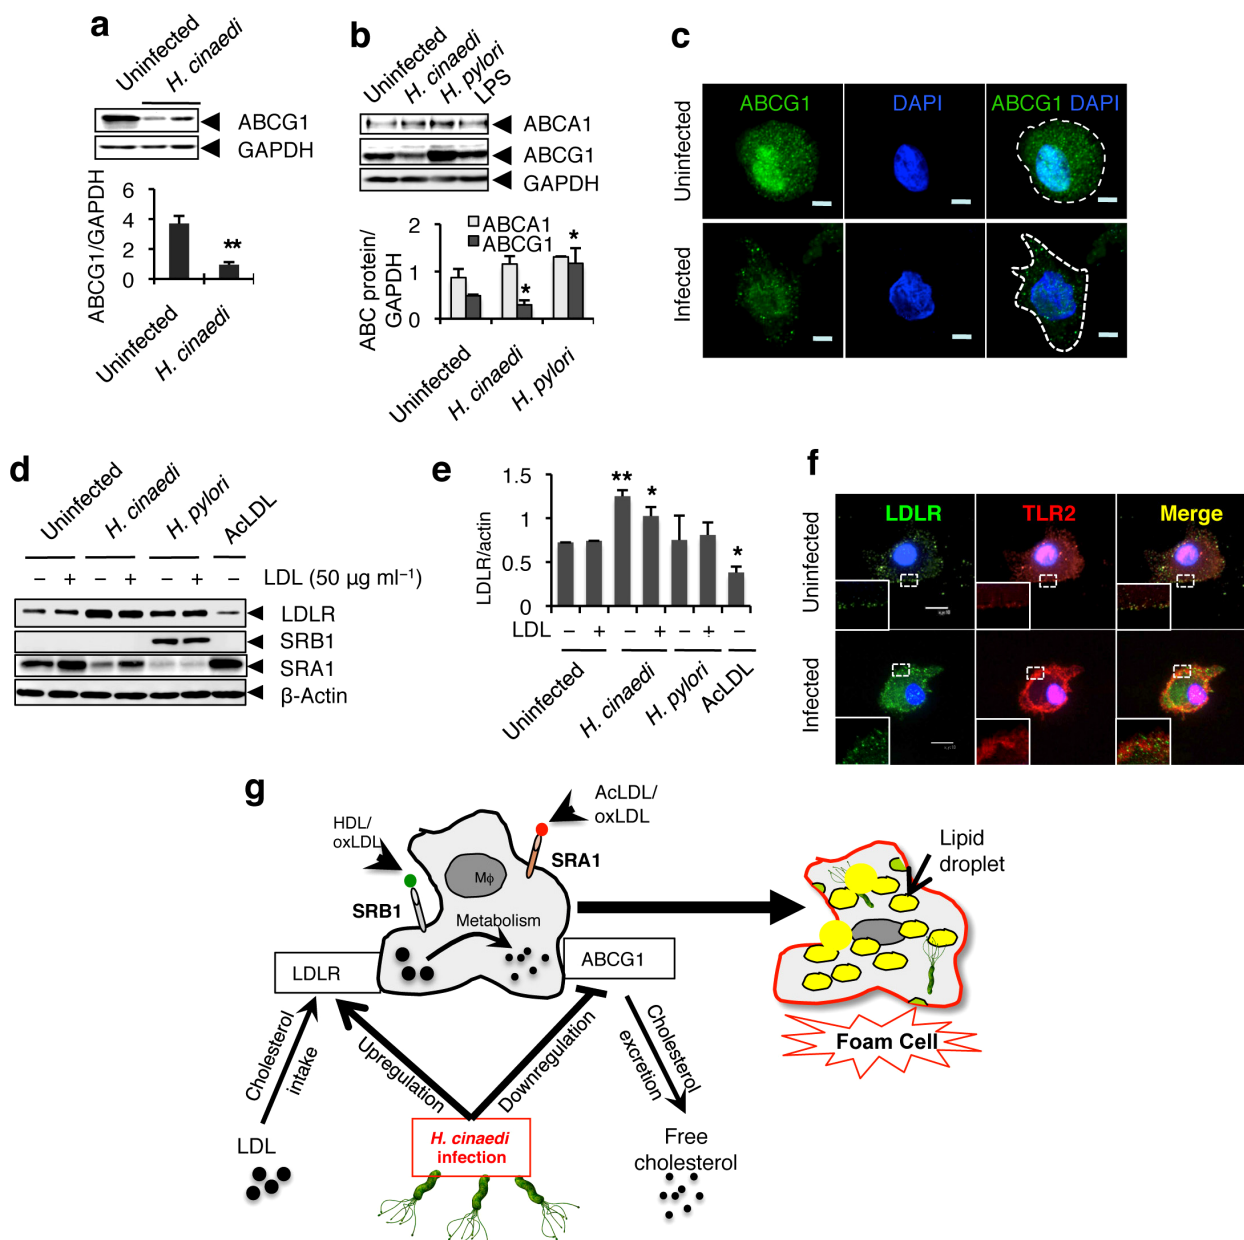 a
Uninfected
H. cinaedi
ABCG1
GAPDH
ABCG1/GAPDH
6
4
2
0
**
Uninfected
H. cinaedi
b
Uninfected
H. cinaedi
H. pylori
LPS
ABCA1
ABCG1
GAPDH
ABC protein/
GAPDH
2
1
0
ABCA1
ABCG1
*
*
Uninfected
H. cinaedi
H. pylori
c
ABCG1
DAPI
ABCG1 DAPI
Uninfected
Infected
d
Uninfected
H. cinaedi
H. pylori
AcLDL
– + – + – + –
LDL (50 µg ml⁻¹)
LDLR
SRB1
SRA1
β-Actin
e
LDLR/actin
1.5
1
0.5
0
** * *
LDL – + – + – + –
Uninfected
H. cinaedi
H. pylori
AcLDL
f
LDLR
TLR2
Merge
Uninfected
Infected
g
HDL/
oxLDL
AcLDL/
oxLDL
SRA1
Mϕ
SRB1
Metabolism
LDLR
ABCG1
Cholesterol
intake
Upregulation
Downregulation
Cholesterol
excretion
LDL
H. cinaedi
infection
Free
cholesterol
Lipid
droplet
Foam Cell